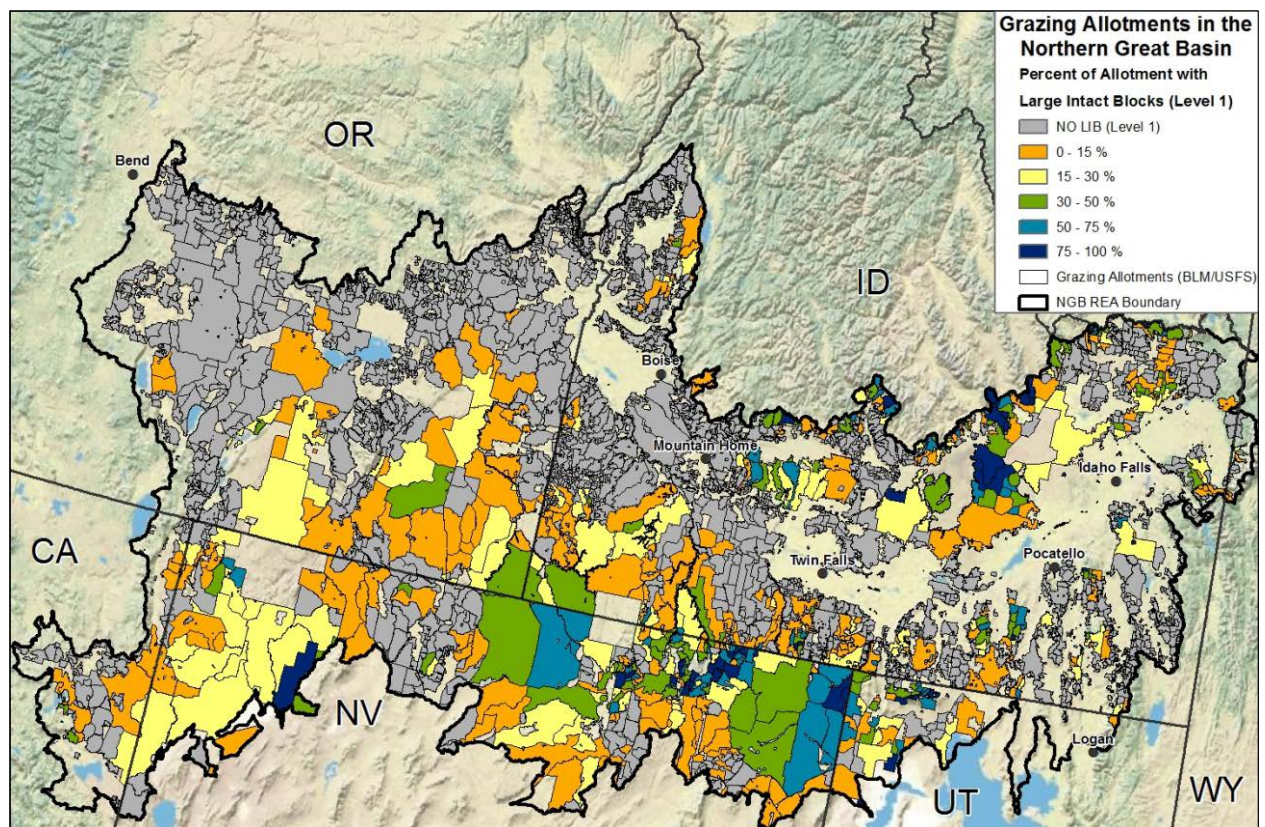 Grazing Allotments in the
Northern Great Basin
Percent of Allotment with
Large Intact Blocks (Level 1)
NO LIB (Level 1)
0 - 15 %
15 - 30 %
30 - 50 %
50 - 75 %
75 - 100 %
Grazing Allotments (BLM/USFS)
NGB REA Boundary
OR
Bend
ID
Boise
Mountain Home
Idaho Falls
CA
Twin Falls
Pocatello
NV
Logan
UT
WY